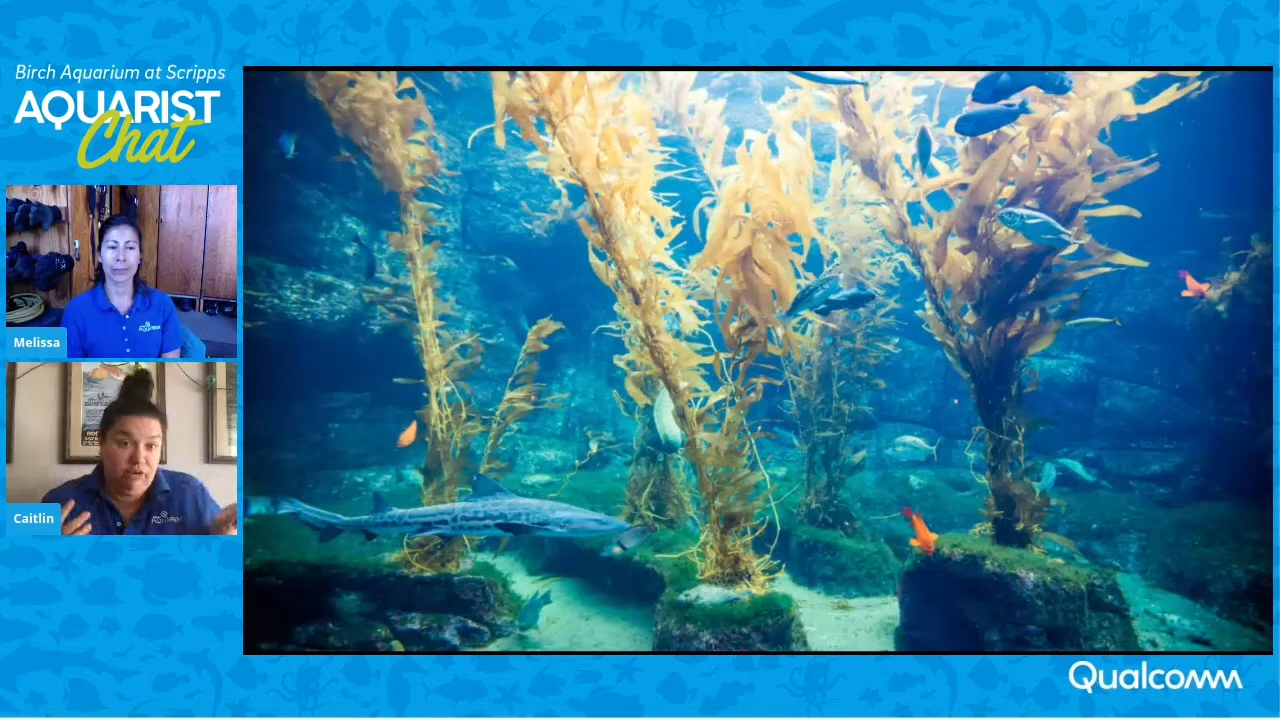 Birch Aquarium at Scripps
AQUARIST
Chat
Melissa
Caitlin
Qualcomm